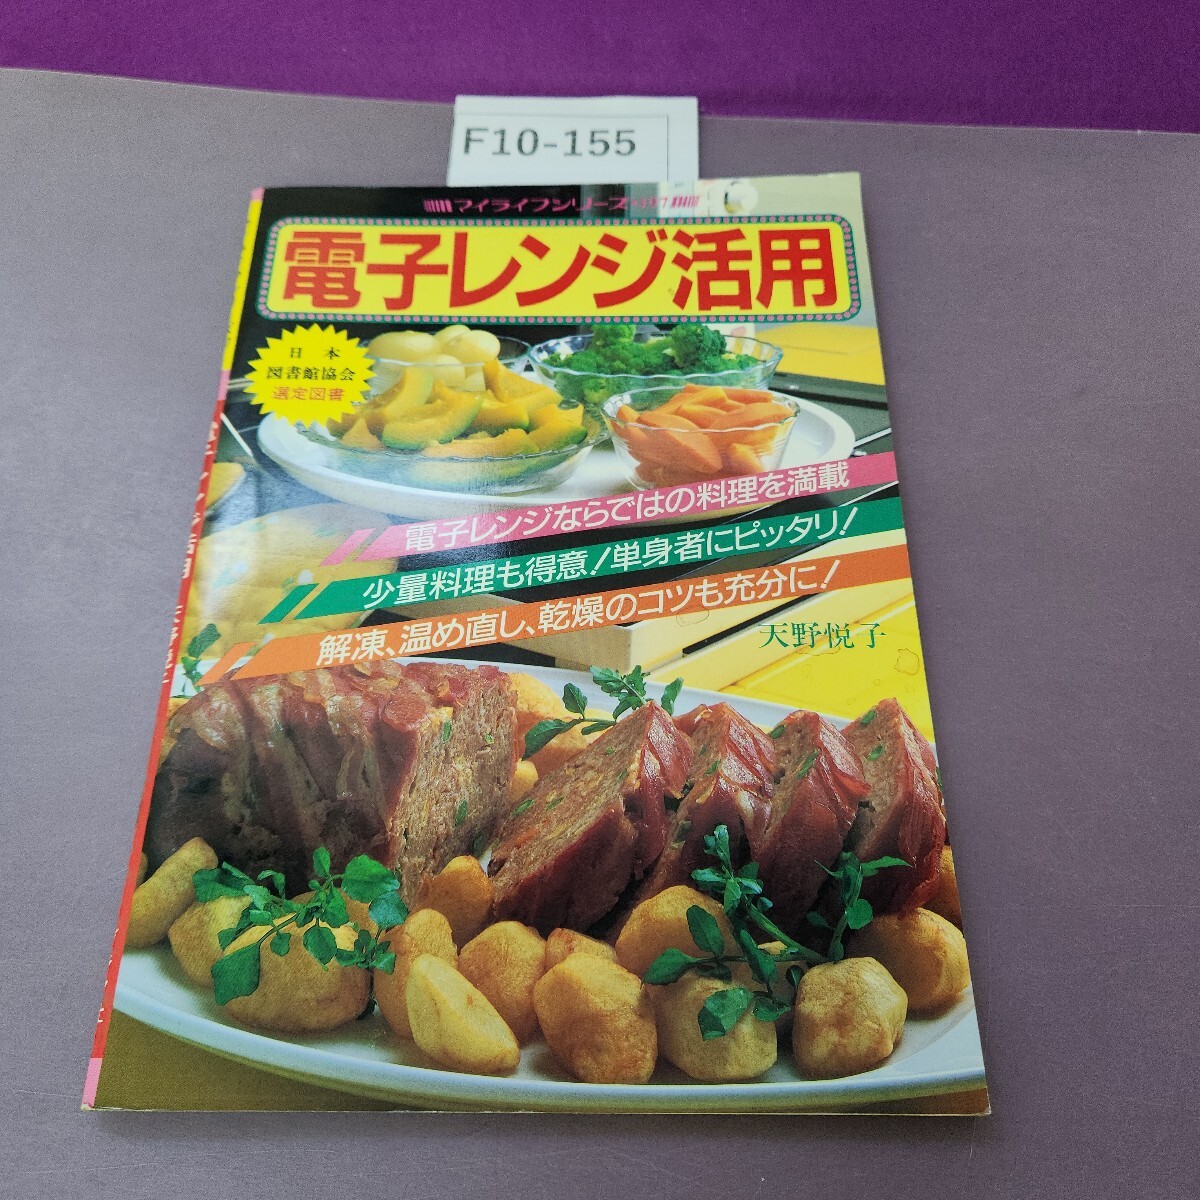 F10-155
マイライフシリーズ
電子レンジ活用
日本
図書館協会
選定図書
電子レンジならではの料理を満載
少量料理も得意!単身者にピッタリ!
解凍、温め直し、乾燥のコツも充分に!
天野悦子